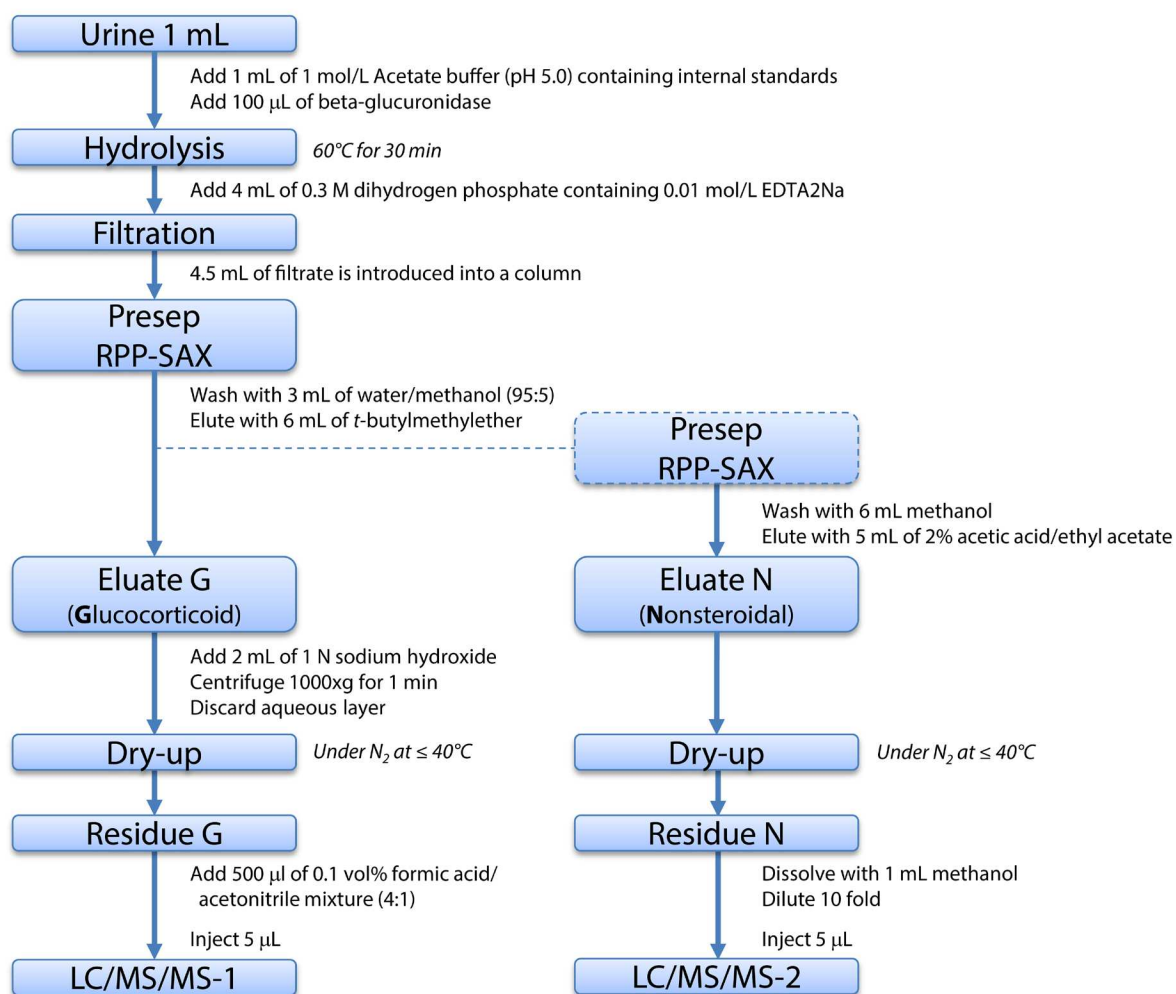 Urine 1 mL
Add 1 mL of 1 mol/L Acetate buffer (pH 5.0) containing internal standards
Add 100 μL of beta-glucuronidase
Hydrolysis
60°C for 30 min
Add 4 mL of 0.3 M dihydrogen phosphate containing 0.01 mol/L EDTA2Na
Filtration
4.5 mL of filtrate is introduced into a column
Presep
RPP-SAX
Wash with 3 mL of water/methanol (95:5)
Elute with 6 mL of t-butylmethylether
Presep
RPP-SAX
Wash with 6 mL methanol
Elute with 5 mL of 2% acetic acid/ethyl acetate
Eluate G
(Glucocorticoid)
Eluate N
(Nonsteroidal)
Add 2 mL of 1 N sodium hydroxide
Centrifuge 1000xg for 1 min
Discard aqueous layer
Dry-up
Under N₂ at ≤ 40°C
Dry-up
Under N₂ at ≤ 40°C
Residue G
Residue N
Add 500 μl of 0.1 vol% formic acid/
acetonitrile mixture (4:1)
Inject 5 μL
Dissolve with 1 mL methanol
Dilute 10 fold
Inject 5 μL
LC/MS/MS-1
LC/MS/MS-2